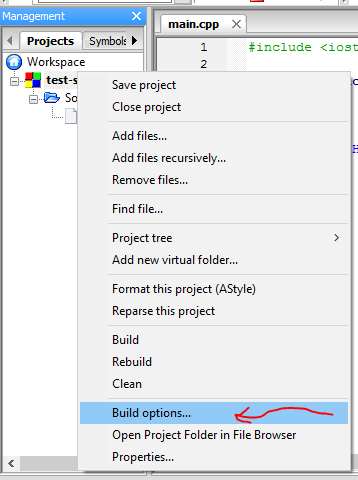 Management
Projects
Symbols
main.cpp
Workspace
1
#include <iost
2
test-s
So
Save project
Close project
Add files...
Add files recursively...
Remove files...
Find file...
Project tree
Add new virtual folder...
Format this project (AStyle)
Reparse this project
Build
Rebuild
Clean
Build options...
Open Project Folder in File Browser
Properties...